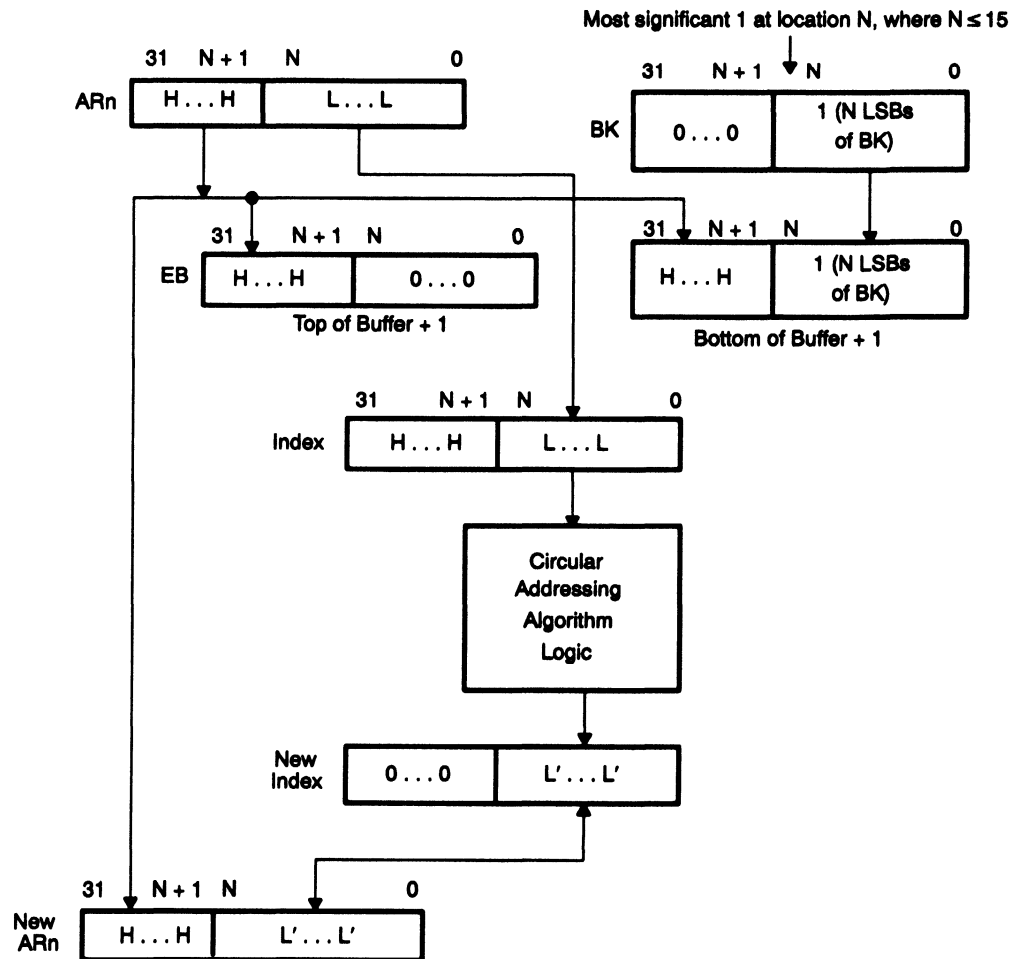 Most significant 1 at location N, where N ≤ 15
31 N + 1 N 0
ARn H . . . H L . . . L
31 N + 1 N 0
BK 0 . . . 0 1 (N LSBs
of BK)
31 N + 1 N 0
EB H . . . H 0 . . . 0
Top of Buffer + 1
31 N + 1 N 0
H . . . H 1 (N LSBs
of BK)
Bottom of Buffer + 1
31 N + 1 N 0
Index H . . . H L . . . L
Circular
Addressing
Algorithm
Logic
New
Index
0 . . . 0 L′ . . . L′
31 N + 1 N 0
New
ARn
H . . . H L′ . . . L′